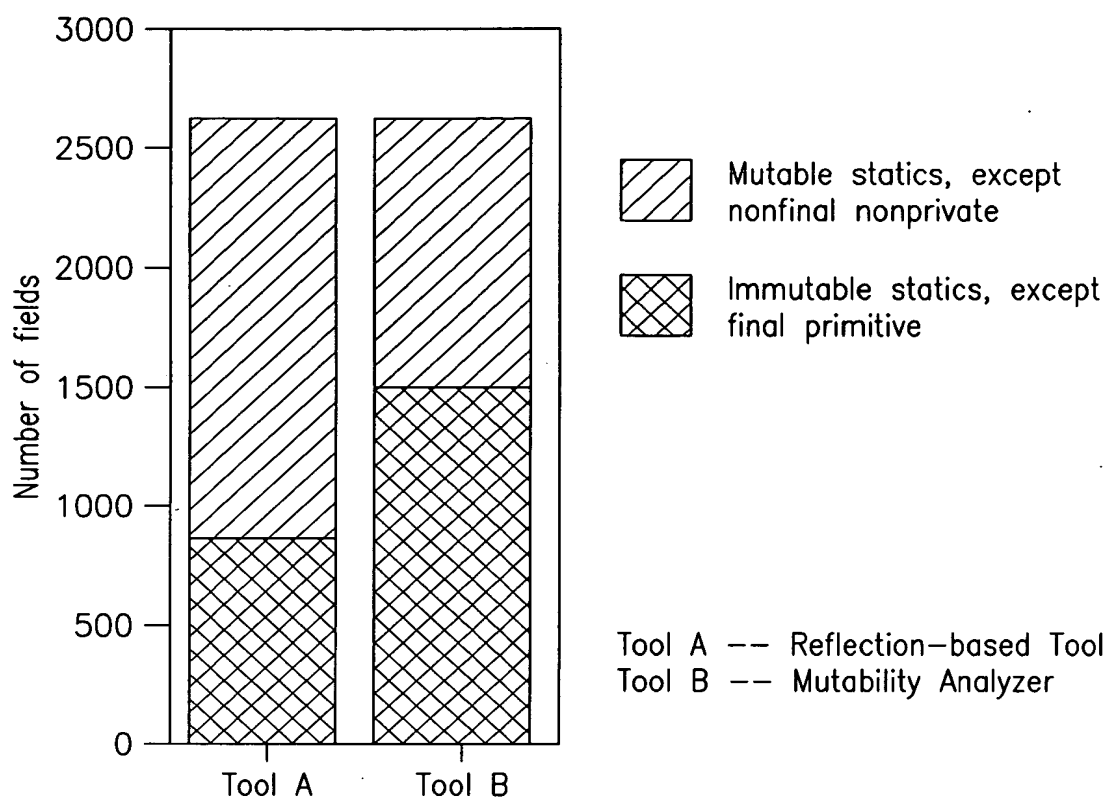 3000
2500
2000
1500
1000
500
0
Number of fields
Tool A
Tool B
Mutable statics, except
nonfinal nonprivate
Immutable statics, except
final primitive
Tool A -- Reflection-based Tool
Tool B -- Mutability Analyzer